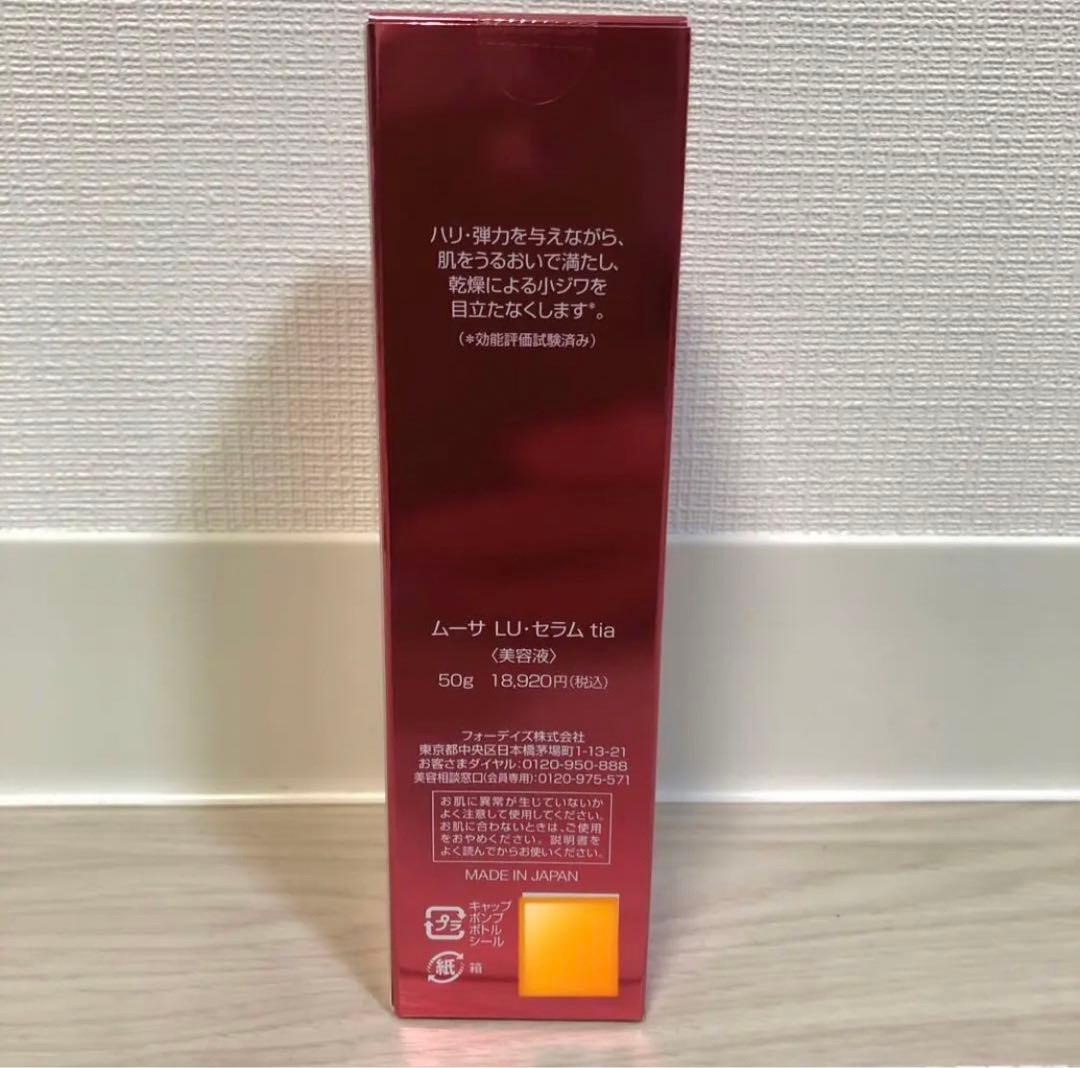 ハリ・弾力を与えながら、
肌をうるおいで満たし、
乾燥による小ジワを
目立たなくします*。
(*効能評価試験済み)
ムーサ LU・セラム tia
〈美容液〉
50g 18,920円(税込)
フォーデイズ株式会社
東京都中央区日本橋茅場町1-13-21
お客さまダイヤル:0120-950-888
美容相談窓口(会員専用):0120-975-571
お肌に異常が生じていないか
よく注意して使用してください。
お肌に合わないときは、ご使用
をおやめください。説明書を
よく読んでからお使いください。
MADE IN JAPAN
プラ
キャップ
ポンプ
ボトル
シール
紙 箱